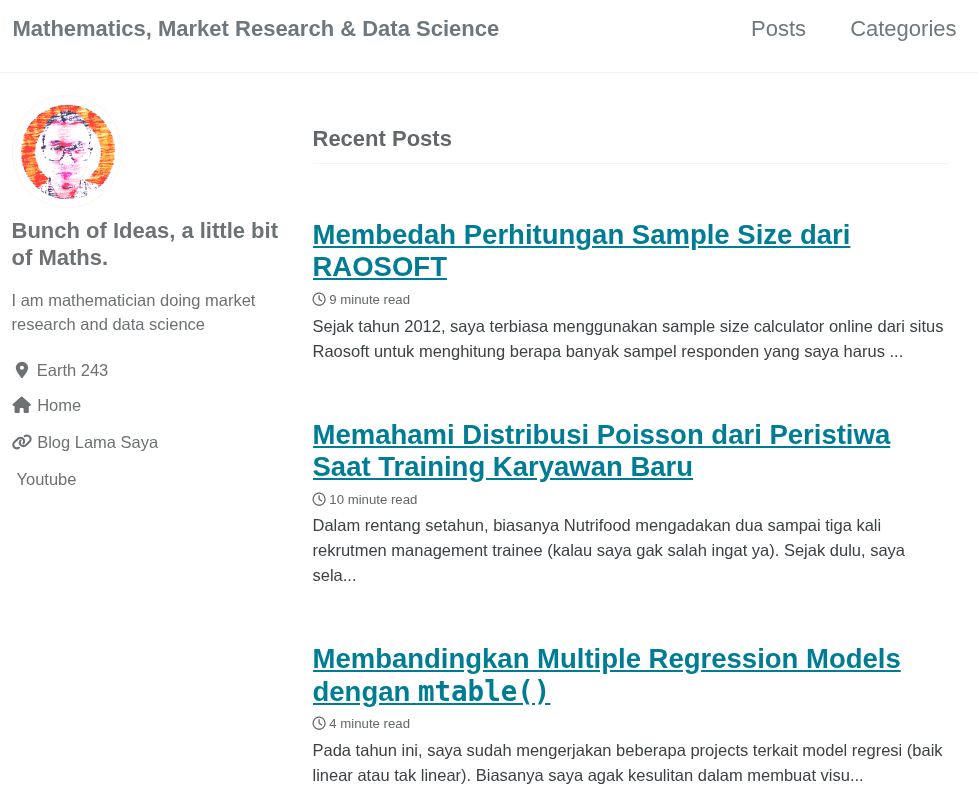 Mathematics, Market Research & Data Science
Posts
Categories
Bunch of Ideas, a little bit
of Maths.
I am mathematician doing market
research and data science
Earth 243
Home
Blog Lama Saya
Youtube
Recent Posts
Membedah Perhitungan Sample Size dari
RAOSOFT
9 minute read
Sejak tahun 2012, saya terbiasa menggunakan sample size calculator online dari situs
Raosoft untuk menghitung berapa banyak sampel responden yang saya harus ...
Memahami Distribusi Poisson dari Peristiwa
Saat Training Karyawan Baru
10 minute read
Dalam rentang setahun, biasanya Nutrifood mengadakan dua sampai tiga kali
rekrutmen management trainee (kalau saya gak salah ingat ya). Sejak dulu, saya
sela...
Membandingkan Multiple Regression Models
dengan mtable()
4 minute read
Pada tahun ini, saya sudah mengerjakan beberapa projects terkait model regresi (baik
linear atau tak linear). Biasanya saya agak kesulitan dalam membuat visu...